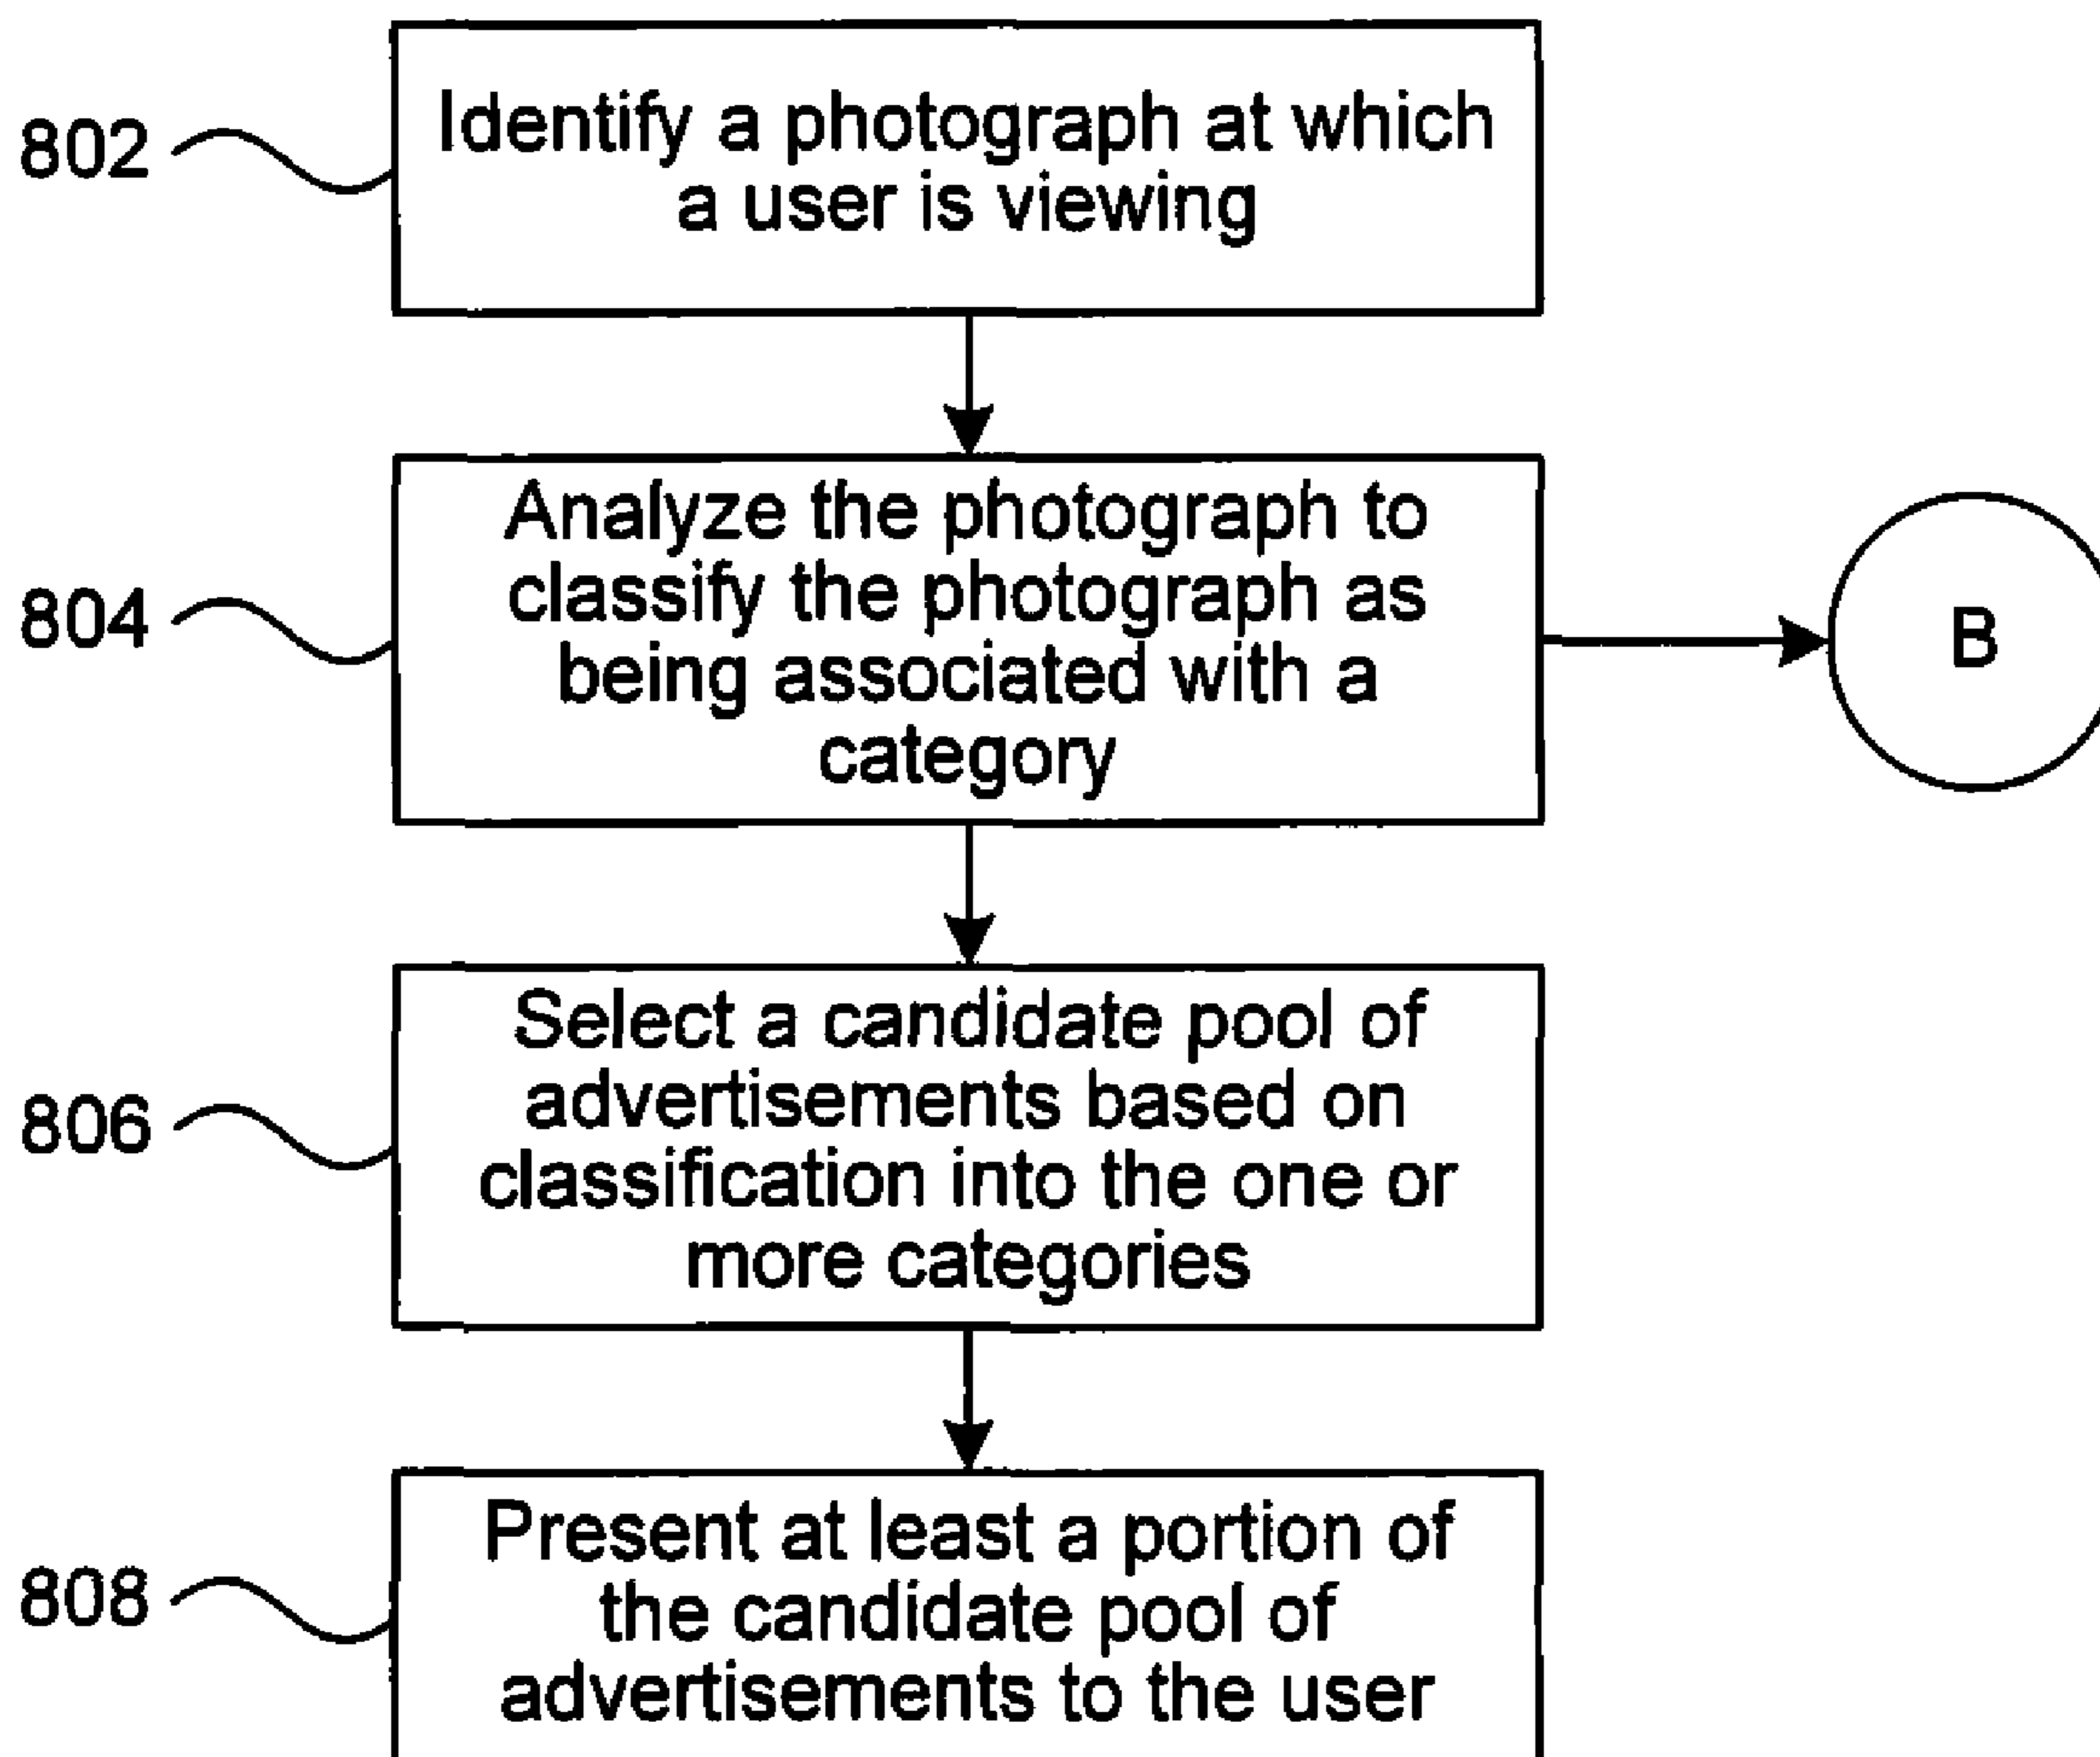 802
Identify a photograph at which
a user is viewing
804
Analyze the photograph to
classify the photograph as
being associated with a
category
B
806
Select a candidate pool of
advertisements based on
classification into the one or
more categories
808
Present at least a portion of
the candidate pool of
advertisements to the user